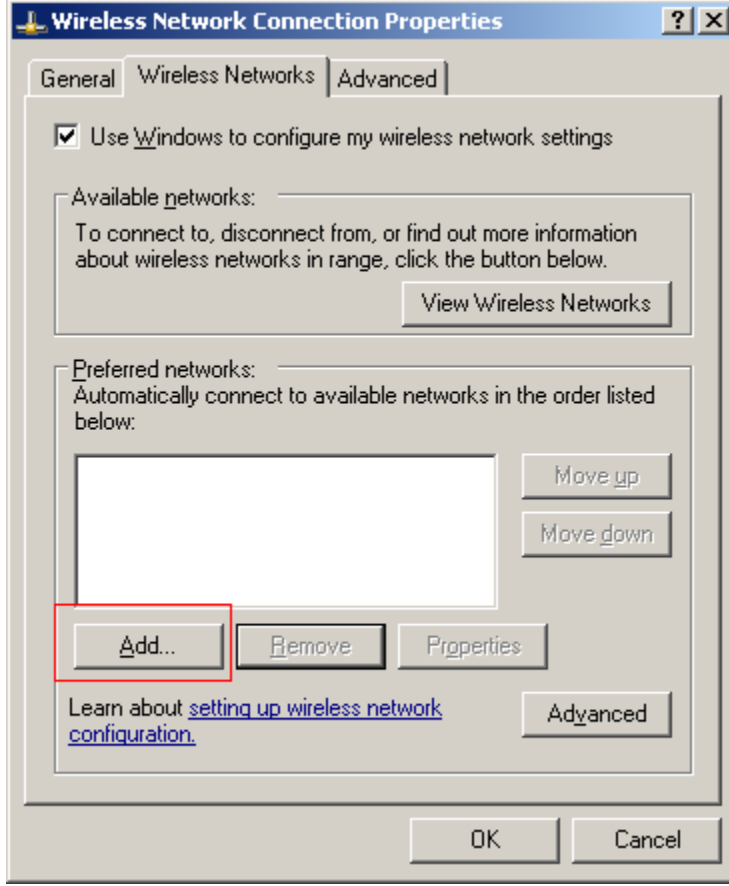 Wireless Network Connection Properties
General Wireless Networks Advanced
Use Windows to configure my wireless network settings
Available networks:
To connect to, disconnect from, or find out more information
about wireless networks in range, click the button below.
View Wireless Networks
Preferred networks:
Automatically connect to available networks in the order listed
below:
Move up
Move down
Add... Remove Properties
Learn about setting up wireless network
configuration.
Advanced
OK Cancel